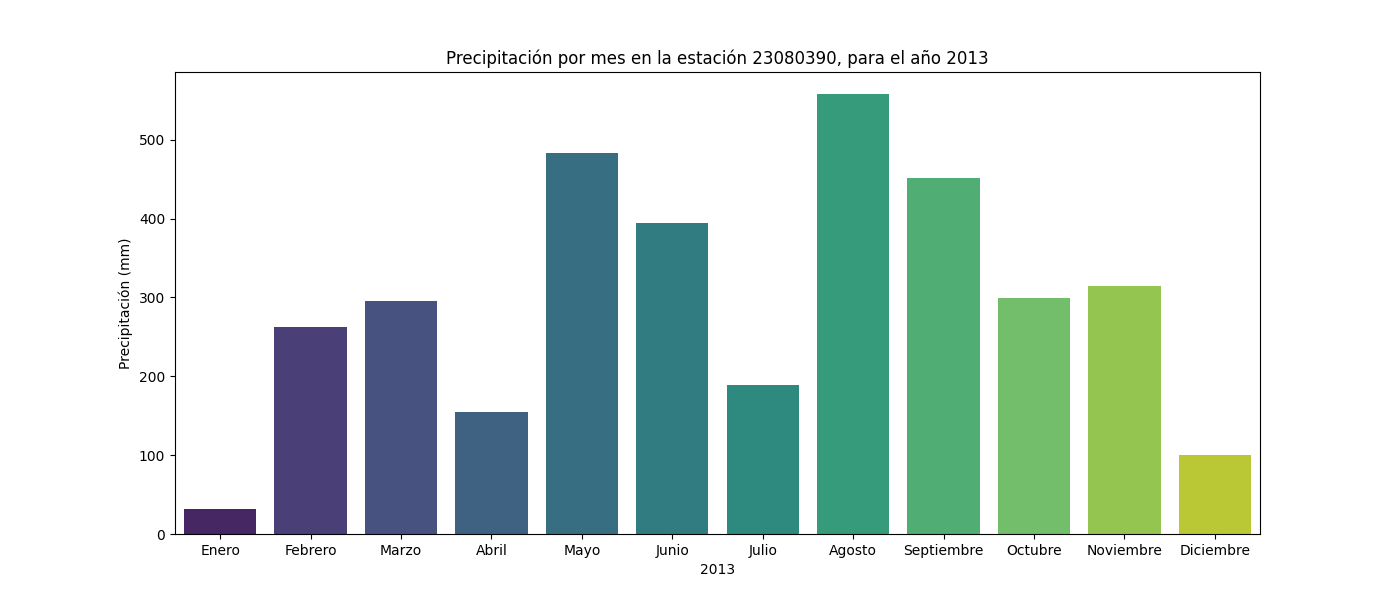 Precipitación por mes en la estación 23080390, para el año 2013
Precipitación (mm)
500
400
300
200
100
0
Enero Febrero Marzo Abril Mayo Junio Julio Agosto Septiembre Octubre Noviembre Diciembre
2013